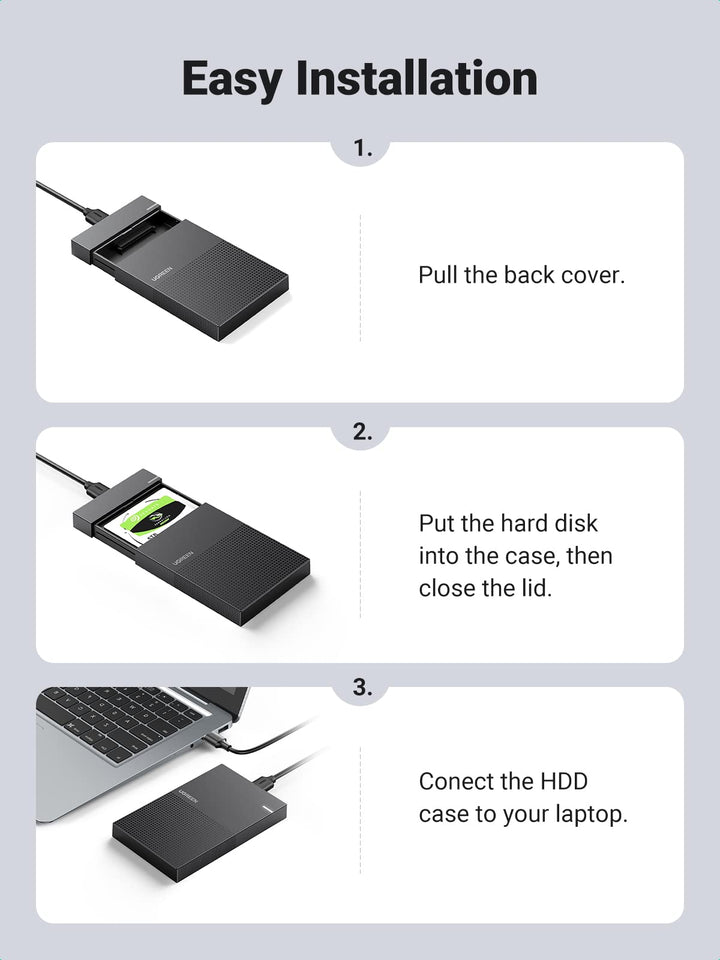 Easy Installation
1.
UGREEN
Pull the back cover.
2.
UGREEN
Put the hard disk
into the case, then
close the lid.
3.
UGREEN
Conect the HDD
case to your laptop.